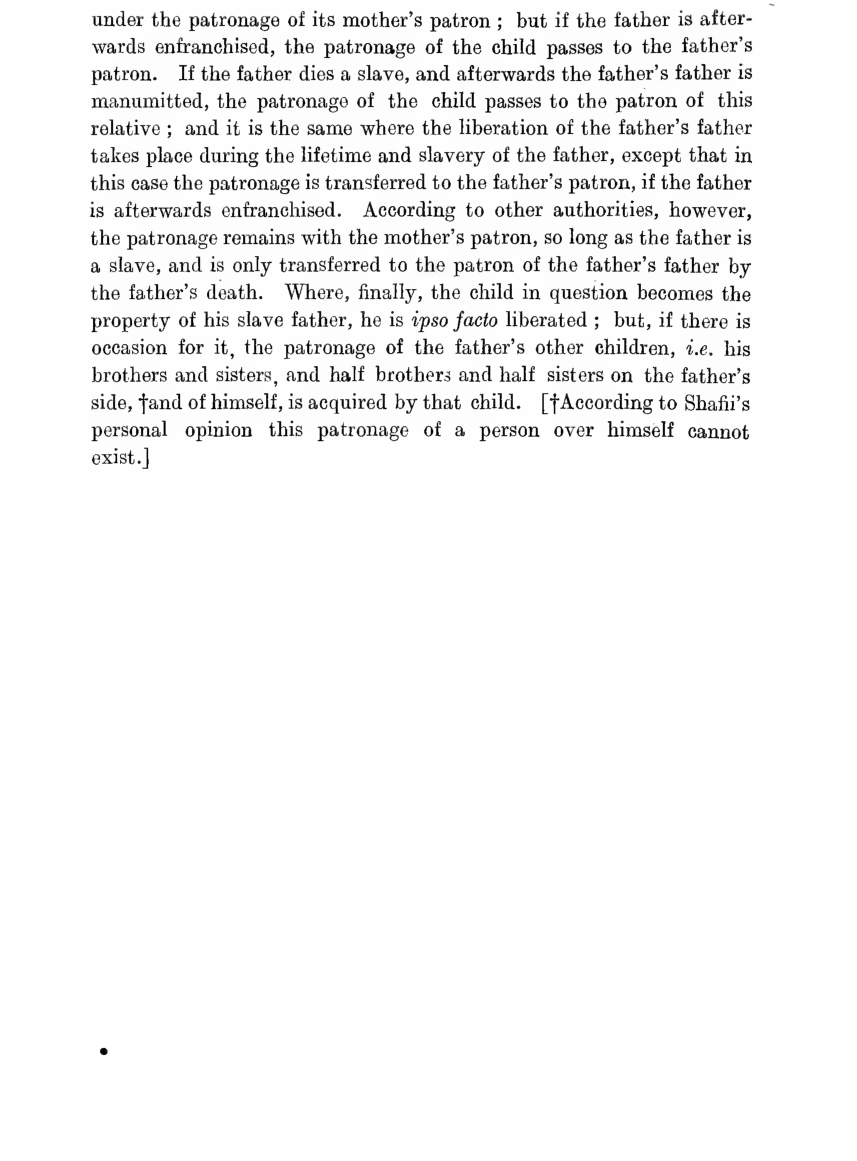 under the patronage of its mother's patron ; but if the father is after-
wards enfranchised, the patronage of the child passes to the father's
patron. If the father dies a slave, and afterwards the father's father is
manumitted, the patronage of the child passes to the patron of this
relative ; and it is the same where the liberation of the father's father
takes place during the lifetime and slavery of the father, except that in
this case the patronage is transferred to the father's patron, if the father
is afterwards enfranchised. According to other authorities, however,
the patronage remains with the mother's patron, so long as the father is
a slave, and is only transferred to the patron of the father's father by
the father's death. Where, finally, the child in question becomes the
property of his slave father, he is ipso facto liberated ; but, if there is
occasion for it, the patronage of the father's other children, i.e. his
brothers and sisters, and half brothers and half sisters on the father's
side, †and of himself, is acquired by that child. [†According to Shafii's
personal opinion this patronage of a person over himself cannot
exist.]